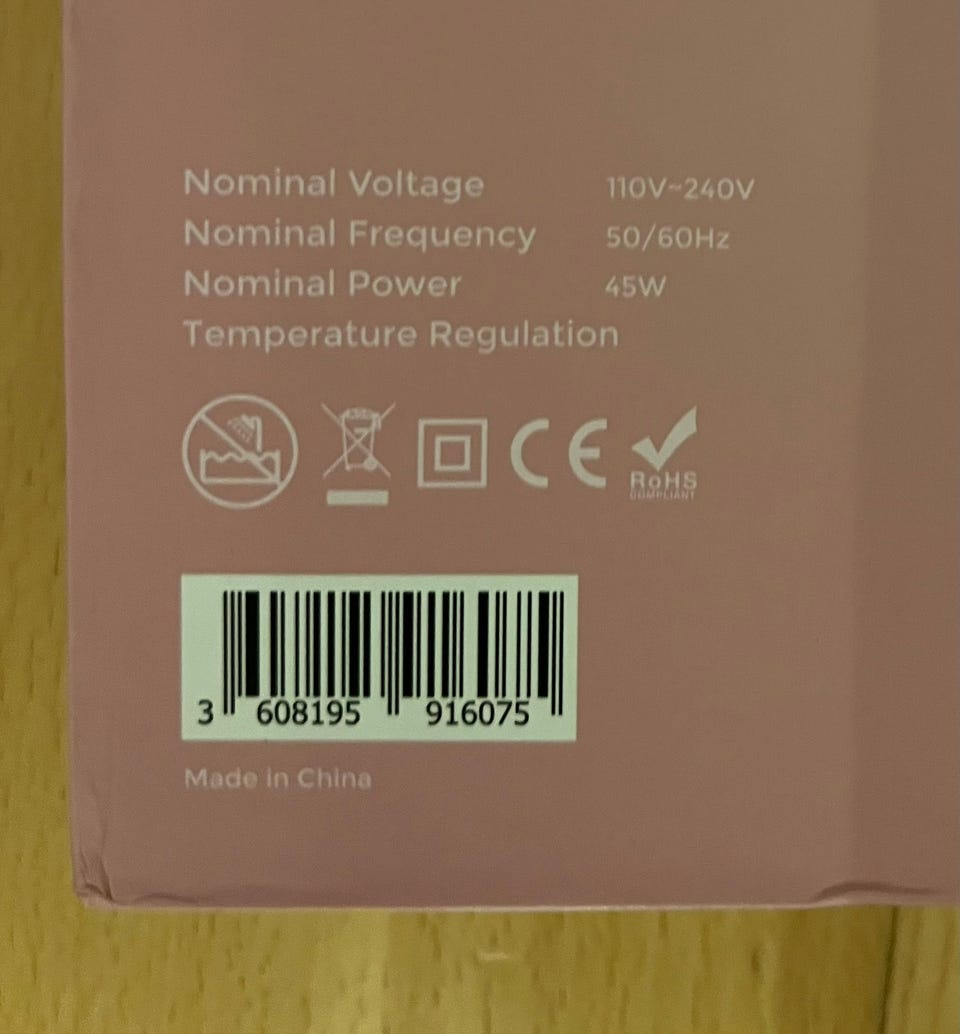 Nominal Voltage 110V~240V
Nominal Frequency 50/60Hz
Nominal Power 45W
Temperature Regulation
CE
RoHS
COMPLIANT
3 608195 916075
Made in China